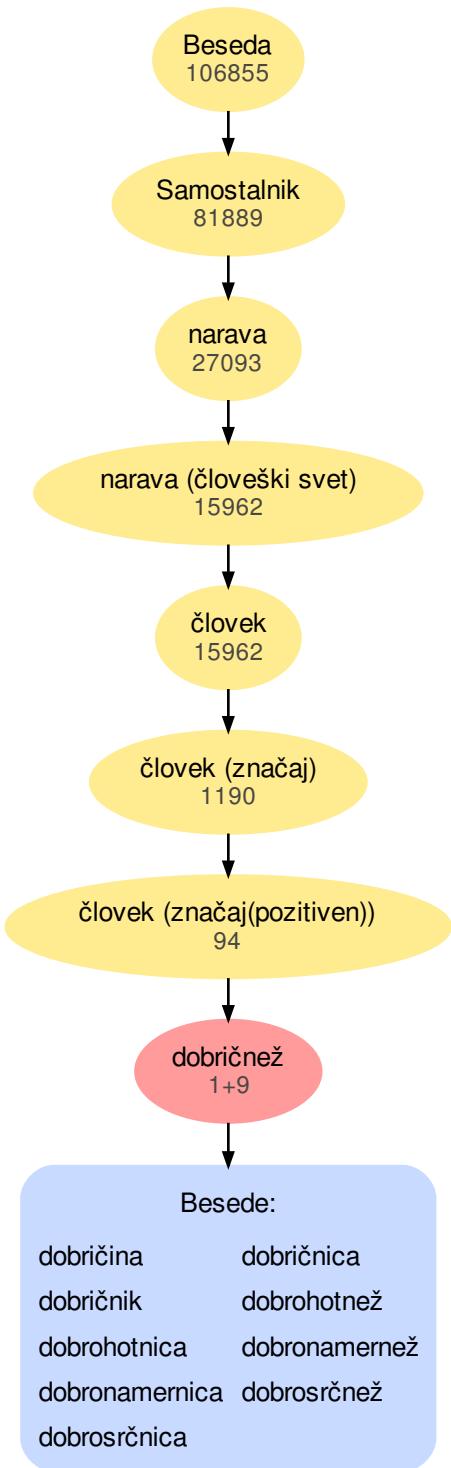 Beseda
106855
Samostalnik
81889
narava
27093
narava (človeški svet)
15962
človek
15962
človek (značaj)
1190
človek (značaj(pozitiven))
94
dobričnež
1+9
Besede:
dobričina dobričnica
dobričnik dobrohotnež
dobrohotnica dobronamernež
dobronamernica dobrosrčnež
dobrosrčnica